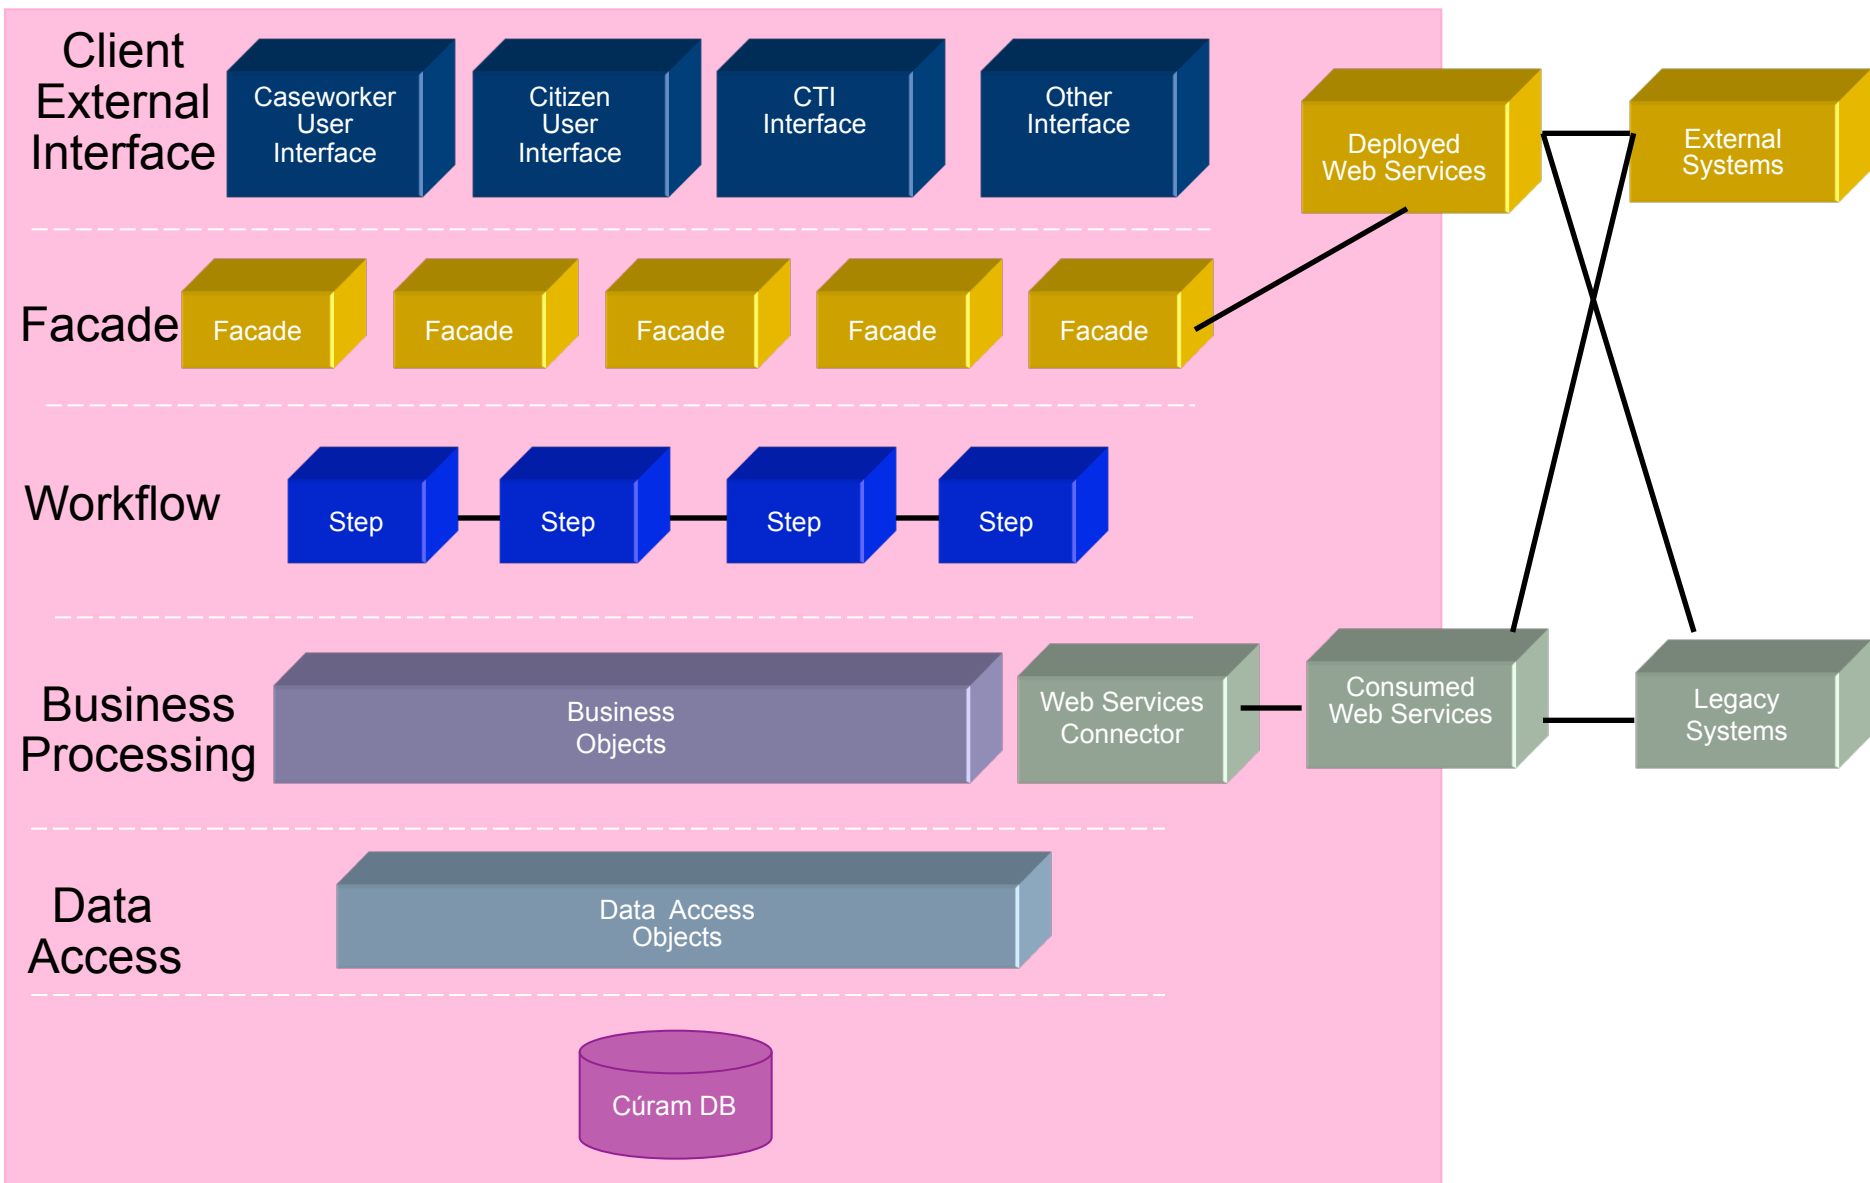 Client
External
Interface
Caseworker
User
Interface
Citizen
User
Interface
CTI
Interface
Other
Interface
Deployed
Web Services
External
Systems
Facade
Facade
Facade
Facade
Facade
Facade
Workflow
Step
Step
Step
Step
Business
Processing
Business
Objects
Web Services
Connector
Consumed
Web Services
Legacy
Systems
Data
Access
Data Access
Objects
Cúram DB